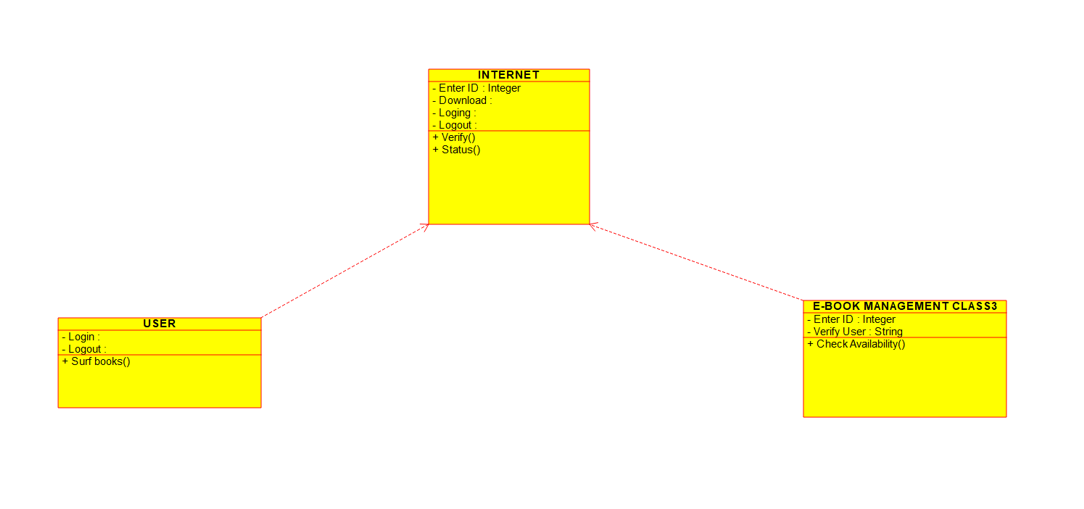 INTERNET
- Enter ID : Integer
- Download :
- Loging :
- Logout :
+ Verify()
+ Status()
USER
- Login :
- Logout :
+ Surf books()
E-BOOK MANAGEMENT CLASS3
- Enter ID : Integer
- Verify User : String
+ Check Availability()